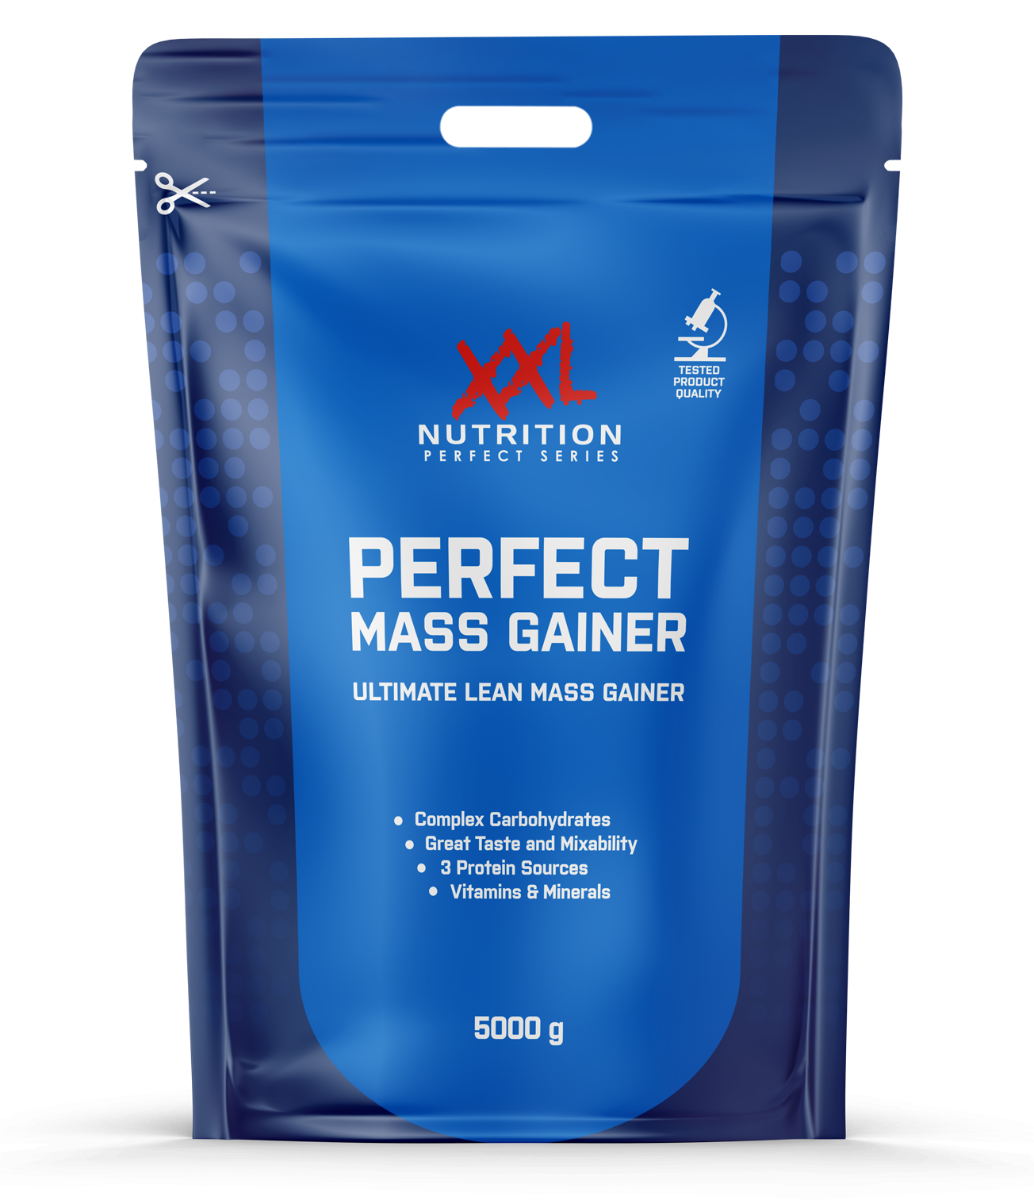 TESTED
PRODUCT
QUALITY
XXL
NUTRITION
PERFECT SERIES
PERFECT
MASS GAINER
ULTIMATE LEAN MASS GAINER
• Complex Carbohydrates
• Great Taste and Mixability
• 3 Protein Sources
• Vitamins & Minerals
5000 g